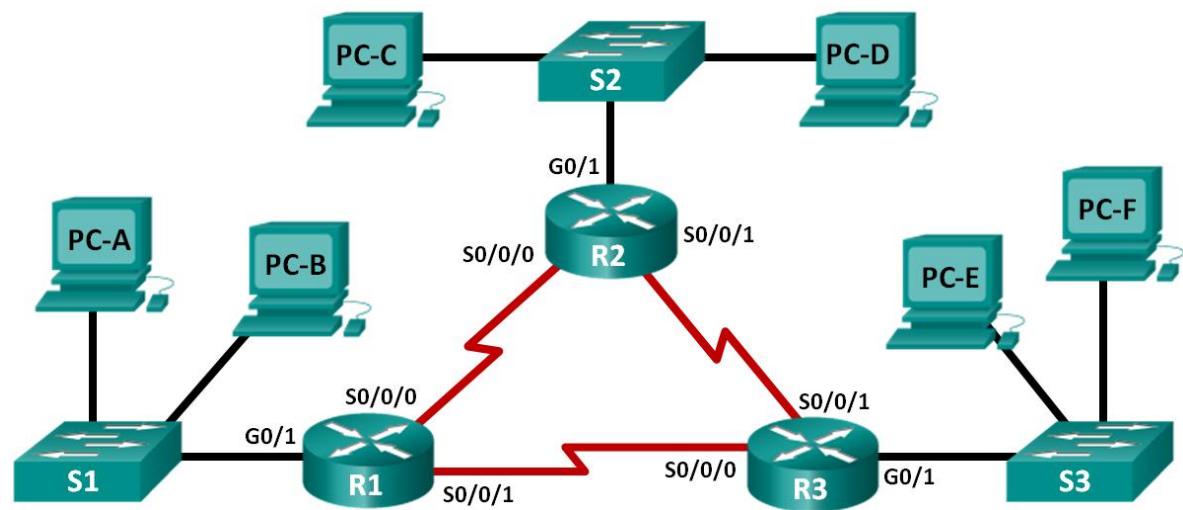 PC-C
S2
PC-D
G0/1
R2
S0/0/0
S0/0/1
PC-A
PC-B
PC-E
PC-F
S1
G0/1
R1
S0/0/0
S0/0/1
S0/0/1
S0/0/0
R3
G0/1
S3